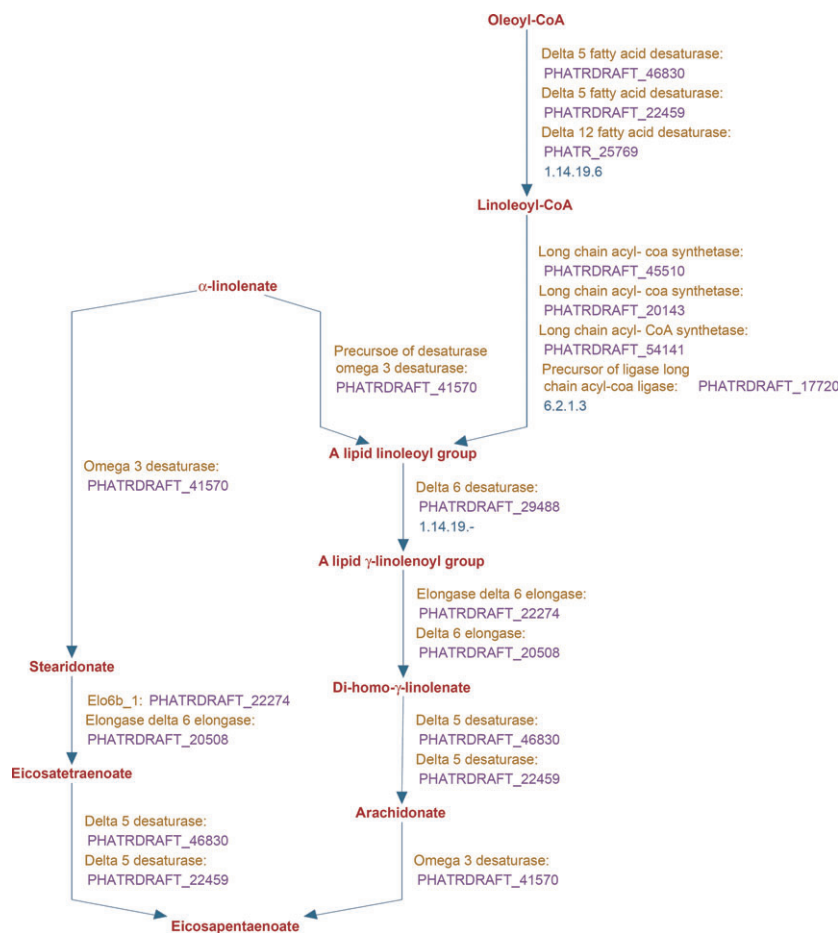 Oleoyl-CoA
Delta 5 fatty acid desaturase:
PHATRDRAFT_46830
Delta 5 fatty acid desaturase:
PHATRDRAFT_22459
Delta 12 fatty acid desaturase:
PHATR_25769
1.14.19.6
Linoleoyl-CoA
Long chain acyl- coa synthetase:
PHATRDRAFT_45510
Long chain acyl- coa synthetase:
PHATRDRAFT_20143
Long chain acyl- CoA synthetase:
PHATRDRAFT_54141
Precursor of ligase long
chain acyl-coa ligase: PHATRDRAFT_17720
6.2.1.3
α-linolenate
Precursoe of desaturase
omega 3 desaturase:
PHATRDRAFT_41570
A lipid linoleoyl group
Omega 3 desaturase:
PHATRDRAFT_41570
Delta 6 desaturase:
PHATRDRAFT_29488
1.14.19.-
A lipid γ-linolenoyl group
Elongase delta 6 elongase:
PHATRDRAFT_22274
Delta 6 elongase:
PHATRDRAFT_20508
Stearidonate
Di-homo-γ-linolenate
Elo6b_1: PHATRDRAFT_22274
Elongase delta 6 elongase:
PHATRDRAFT_20508
Delta 5 desaturase:
PHATRDRAFT_46830
Delta 5 desaturase:
PHATRDRAFT_22459
Eicosatetraenoate
Arachidonate
Delta 5 desaturase:
PHATRDRAFT_46830
Delta 5 desaturase:
PHATRDRAFT_22459
Omega 3 desaturase:
PHATRDRAFT_41570
Eicosapentaenoate